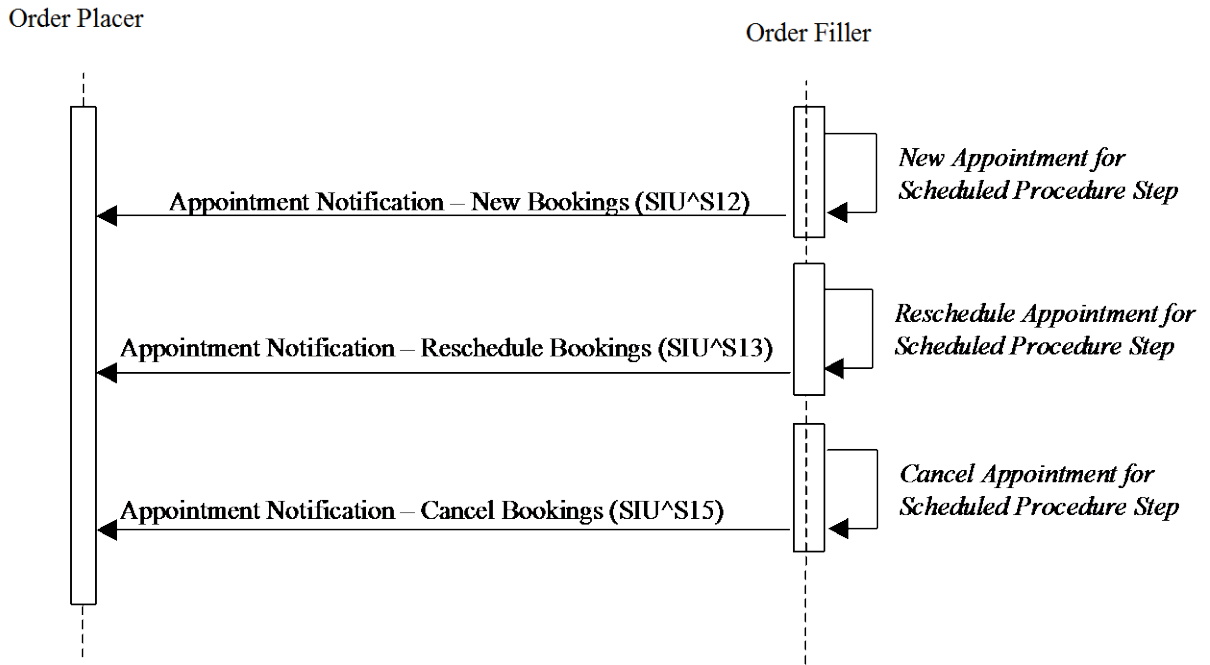 Order Placer
Order Filler
New Appointment for
Scheduled Procedure Step
Appointment Notification – New Bookings (SIU^S12)
Reschedule Appointment for
Scheduled Procedure Step
Appointment Notification – Reschedule Bookings (SIU^S13)
Cancel Appointment for
Scheduled Procedure Step
Appointment Notification – Cancel Bookings (SIU^S15)